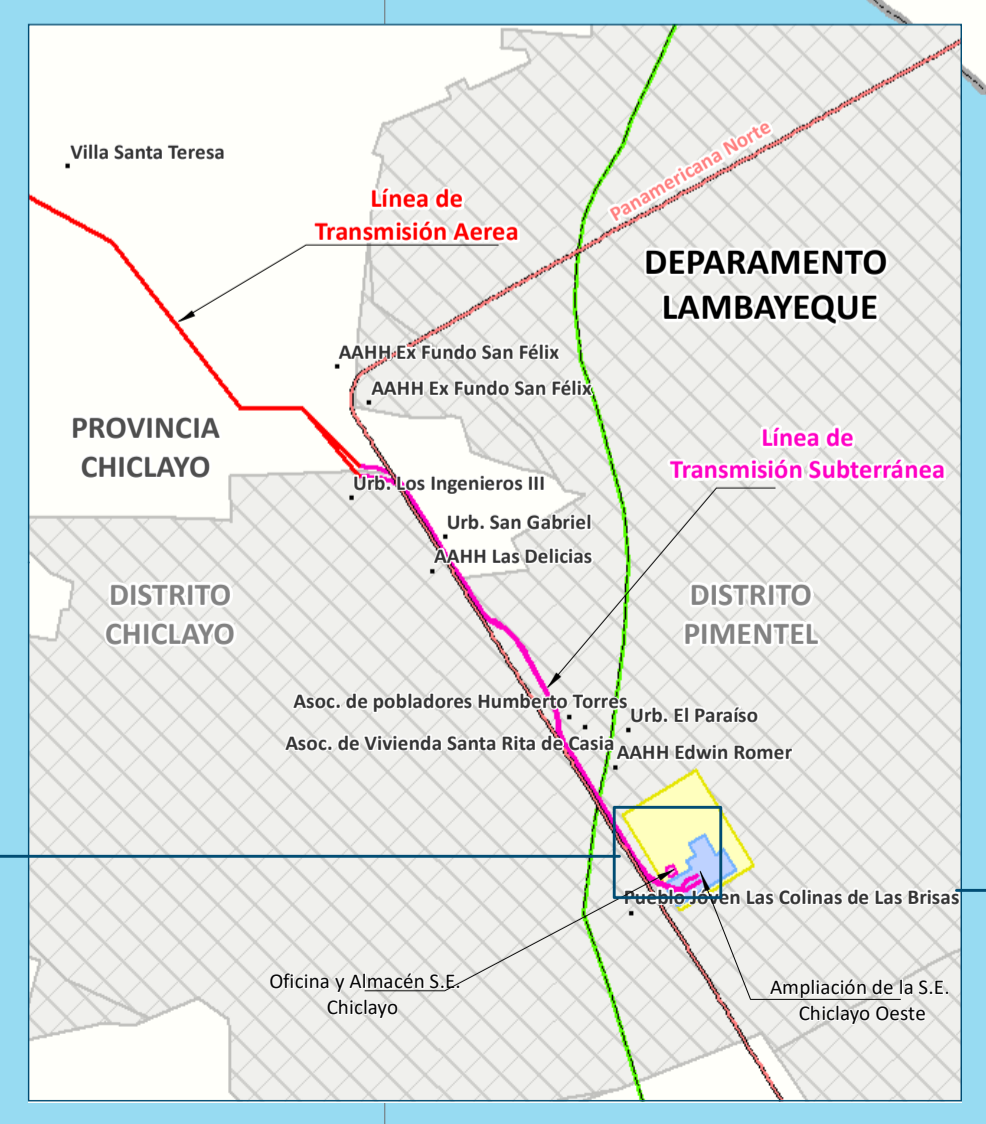 Villa Santa Teresa
Panamericana Norte
Línea de
Transmisión Aerea
DEPARAMENTO
LAMBAYEQUE
AAHH Ex Fundo San Félix
AAHH Ex Fundo San Félix
PROVINCIA
CHICLAYO
Línea de
Transmisión Subterránea
Urb. Los Ingenieros III
Urb. San Gabriel
AAHH Las Delicias
DISTRITO
CHICLAYO
DISTRITO
PIMENTEL
Asoc. de pobladores Humberto Torres
Urb. El Paraíso
Asoc. de Vivienda Santa Rita de Casia
AAHH Edwin Romer
Pueblo Jóven Las Colinas de Las Brisas
Oficina y Almacén S.E.
Chiclayo
Ampliación de la S.E.
Chiclayo Oeste